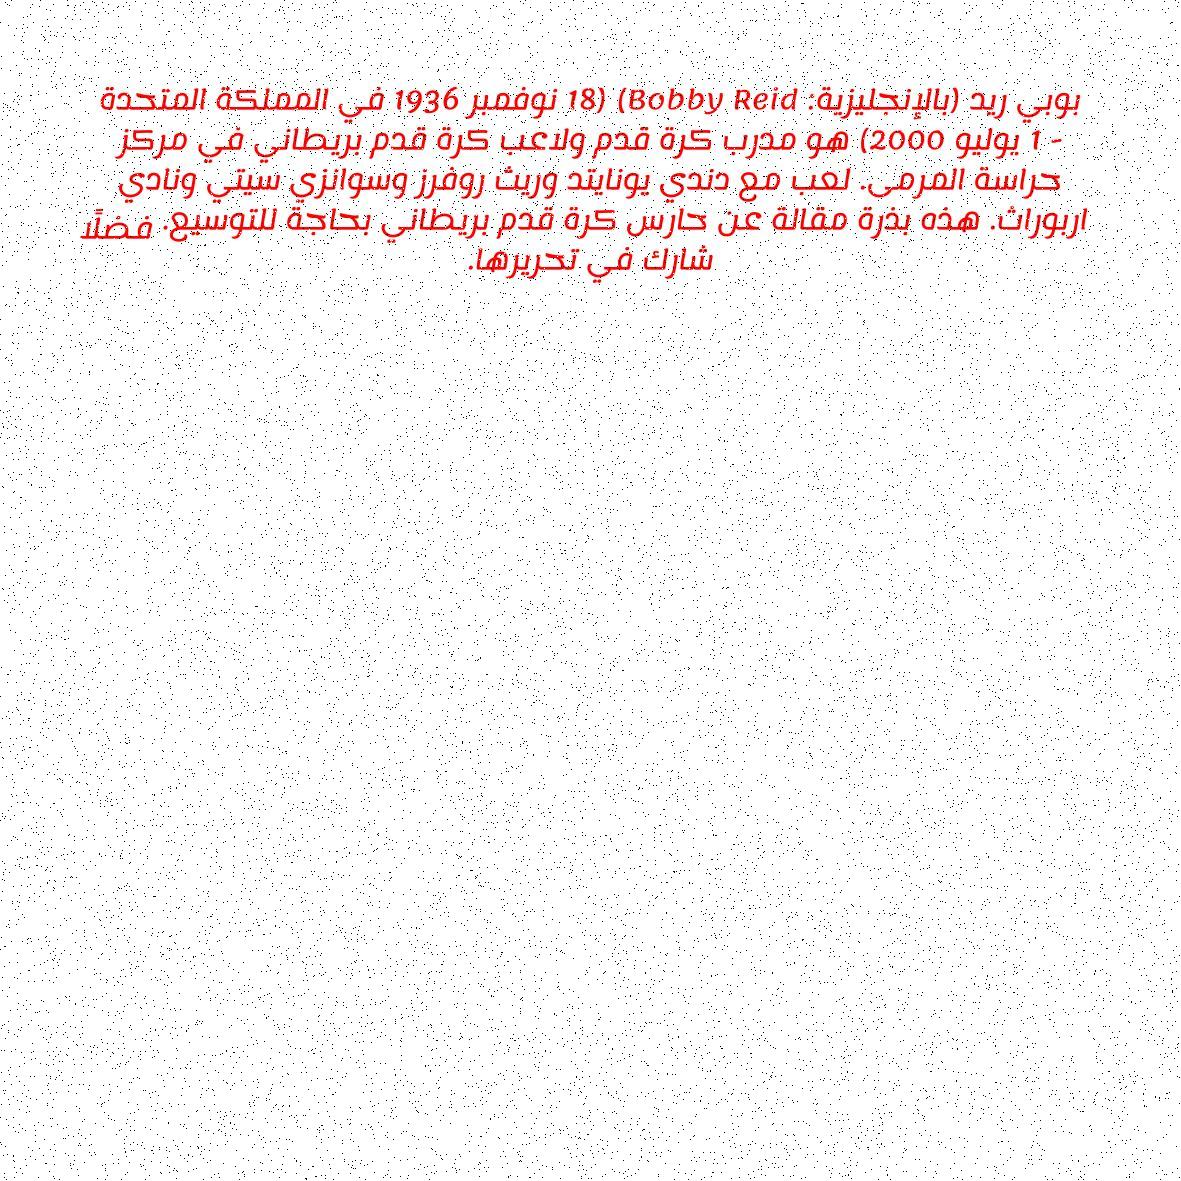 بوبي ريد (بالإنجليزية: Bobby Reid) (18 نوفمبر 1936 في المملكة المتحدة
- 1 يوليو 2000) هو مدرب كرة قدم ولاعب كرة قدم بريطاني في مركز
حراسة المرمى. لعب مع دندي يونايتد وريث روفرز وسوانزي سيتي ونادي
اربوراث. هذه بذرة مقالة عن حارس كرة قدم بريطاني بحاجة للتوسيع. فضلًا
شارك في تحريرها.